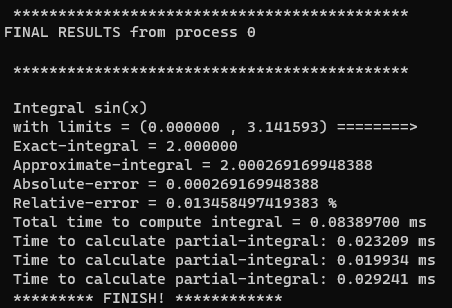 ********************************************
FINAL RESULTS from process 0
********************************************
Integral sin(x)
with limits = (0.000000 , 3.141593) ========>
Exact-integral = 2.000000
Approximate-integral = 2.000269169948388
Absolute-error = 0.000269169948388
Relative-error = 0.013458497419383 %
Total time to compute integral = 0.08389700 ms
Time to calculate partial-integral: 0.023209 ms
Time to calculate partial-integral: 0.019934 ms
Time to calculate partial-integral: 0.029241 ms
********* FINISH! ************